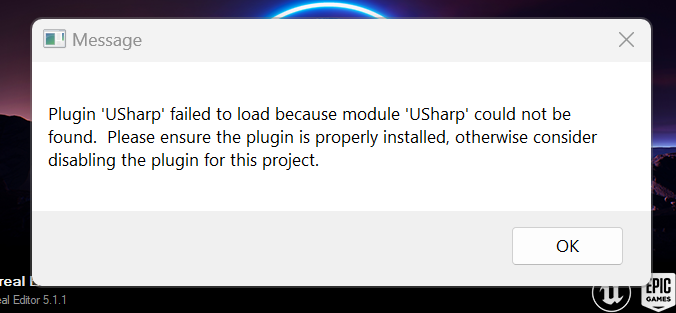 Message
Plugin 'USharp' failed to load because module 'USharp' could not be
found.  Please ensure the plugin is properly installed, otherwise consider
disabling the plugin for this project.
OK
real
eal Editor 5.1.1
EPIC
GAMES